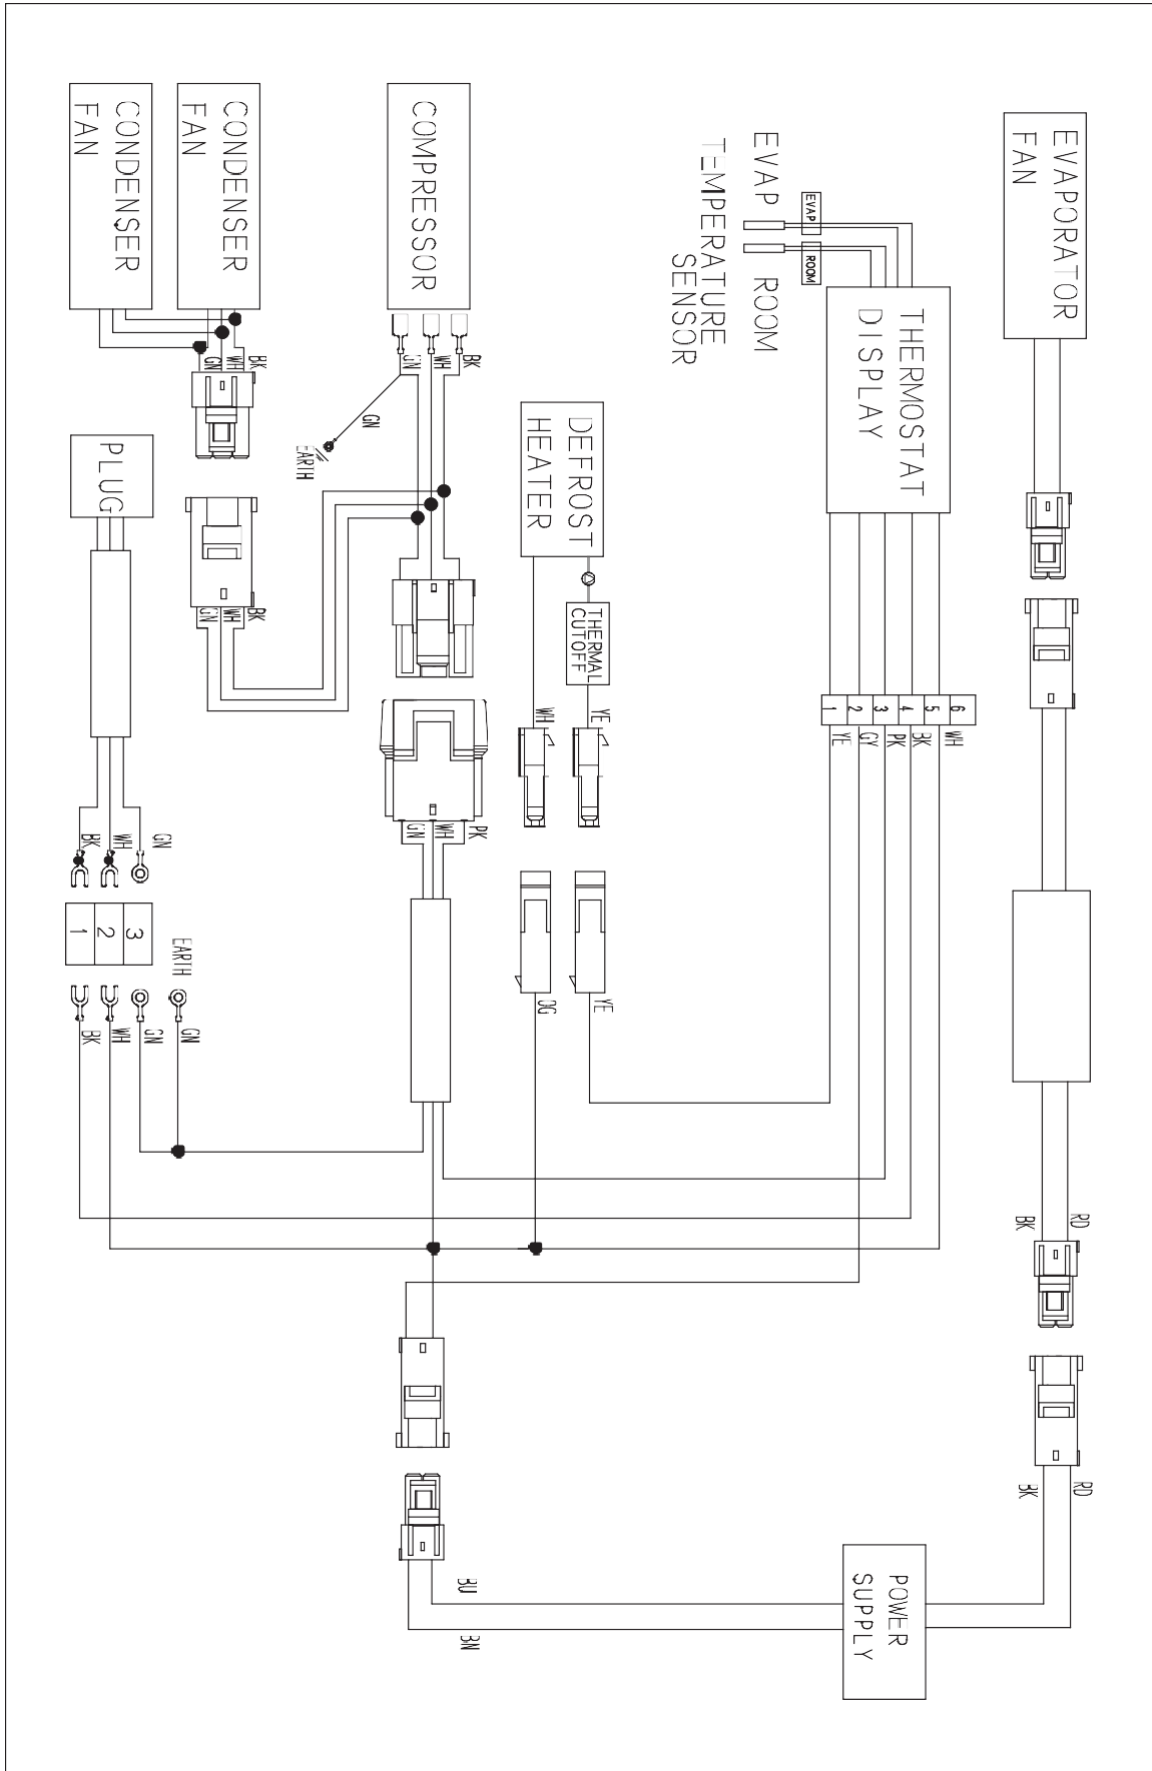 CONDENSER
FAN
CONDENSER
FAN
COMPRESSOR
EVAP
ROOM
TEMPERATURE
SENSOR
EVAP
ROOM
THERMOSTAT
DISPLAY
EVAPORATOR
FAN
BK
WH
GN
BK
WH
GN
GN
EARTH
DEFROST
HEATER
THERMAL
CUTOFF
PLUG
BK
WH
GN
WH
YE
1
2
3
4
5
6
YE
GY
PK
BK
WH
PK
WH
GN
BK
WH
GN
1
2
3
EARTH
BK
WH
GN
GN
OG
YE
RD
BK
RD
BK
BU
BN
POWER
SUPPLY